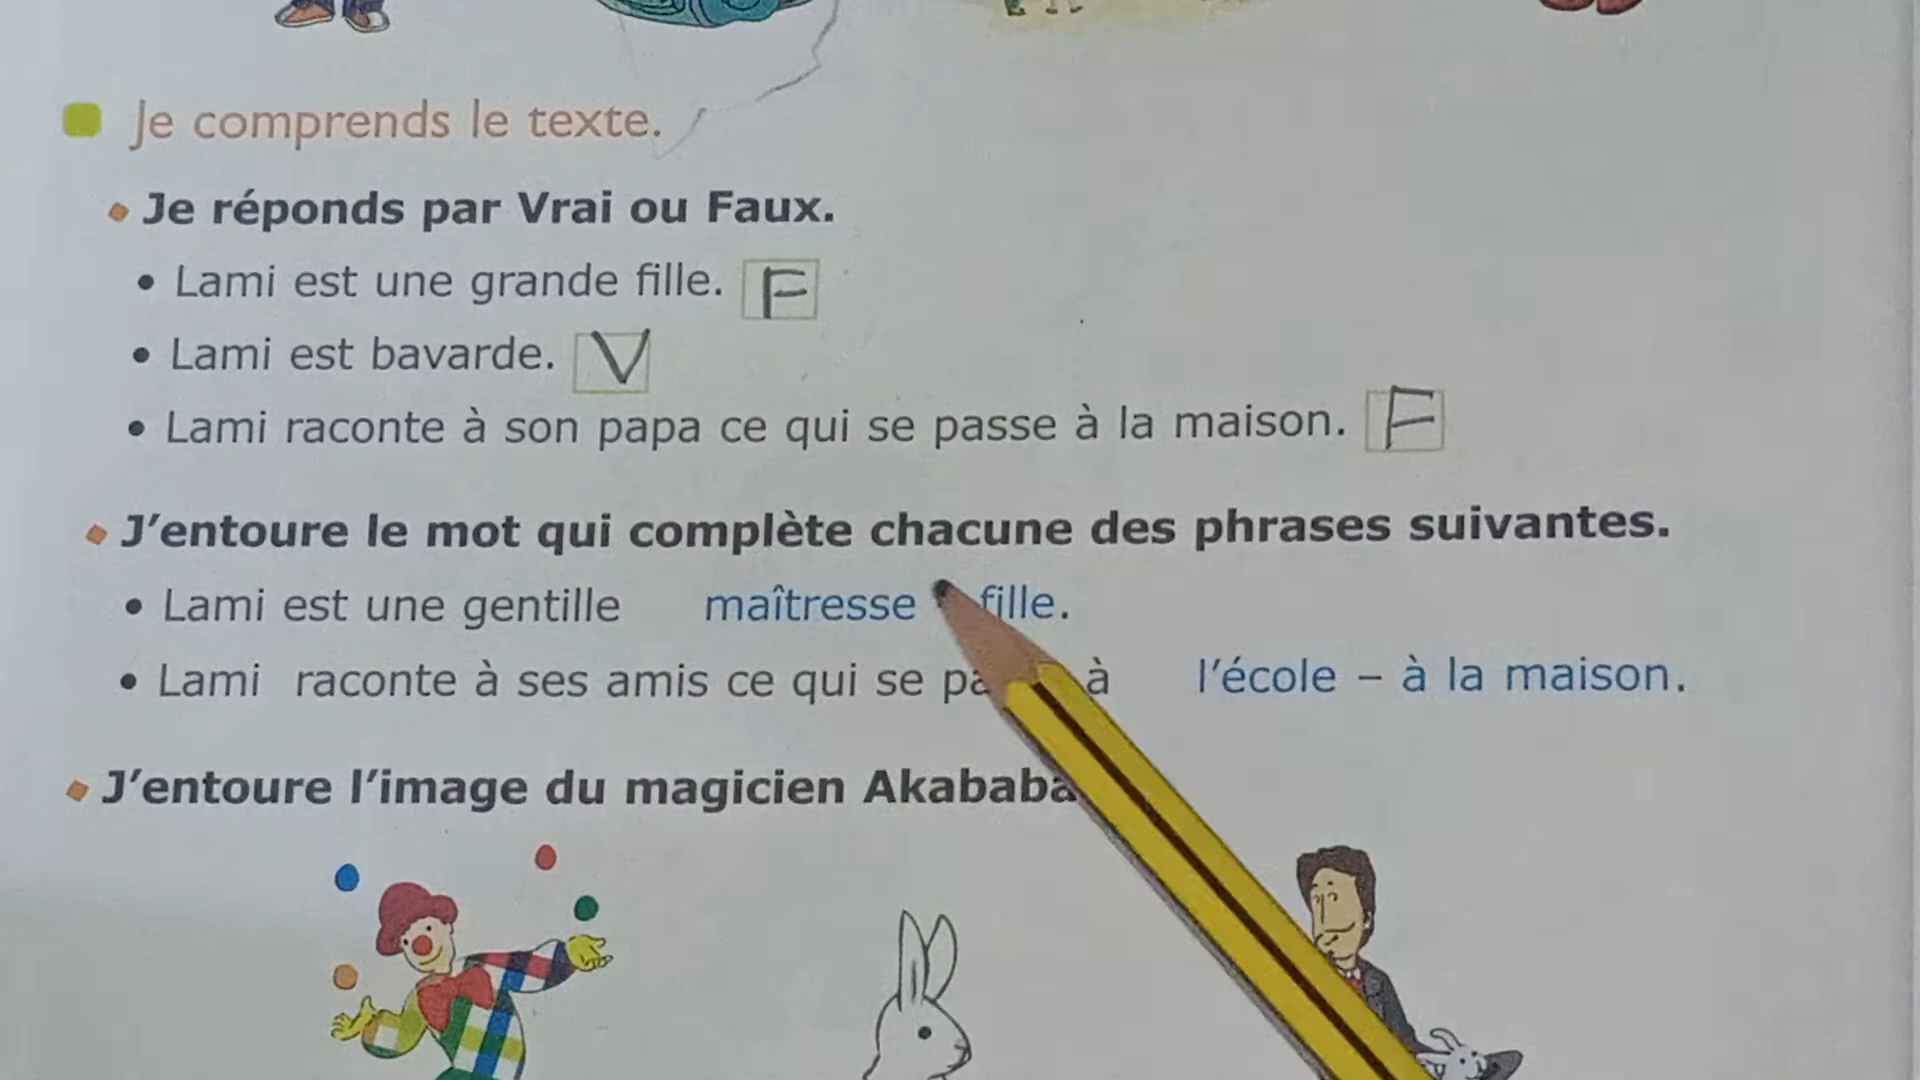 Je comprends le texte.
Je réponds par Vrai ou Faux.
• Lami est une grande fille. F
• Lami est bavarde. V
• Lami raconte à son papa ce qui se passe à la maison. F
J'entoure le mot qui complète chacune des phrases suivantes.
• Lami est une gentille maîtresse fille.
• Lami raconte à ses amis ce qui se à l'école – à la maison.
J'entoure l'image du magicien Akababa